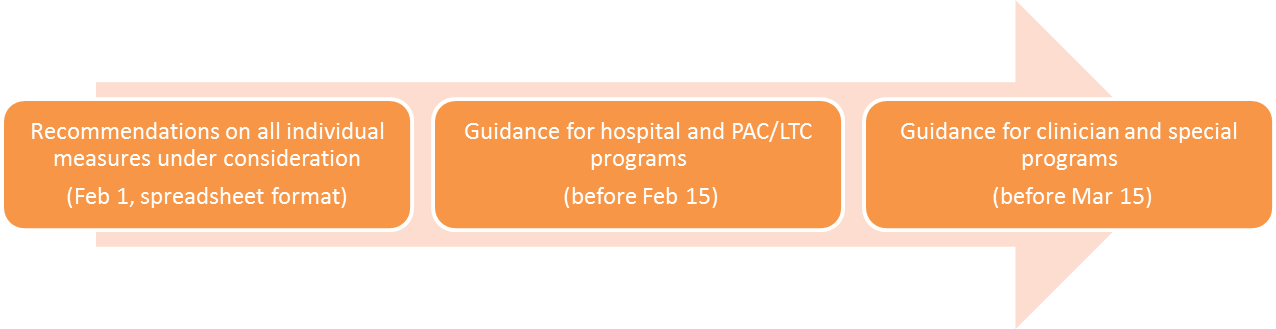 Recommendations on all individual
measures under consideration
(Feb 1, spreadsheet format)
Guidance for hospital and PAC/LTC
programs
(before Feb 15)
Guidance for clinician and special
programs
(before Mar 15)